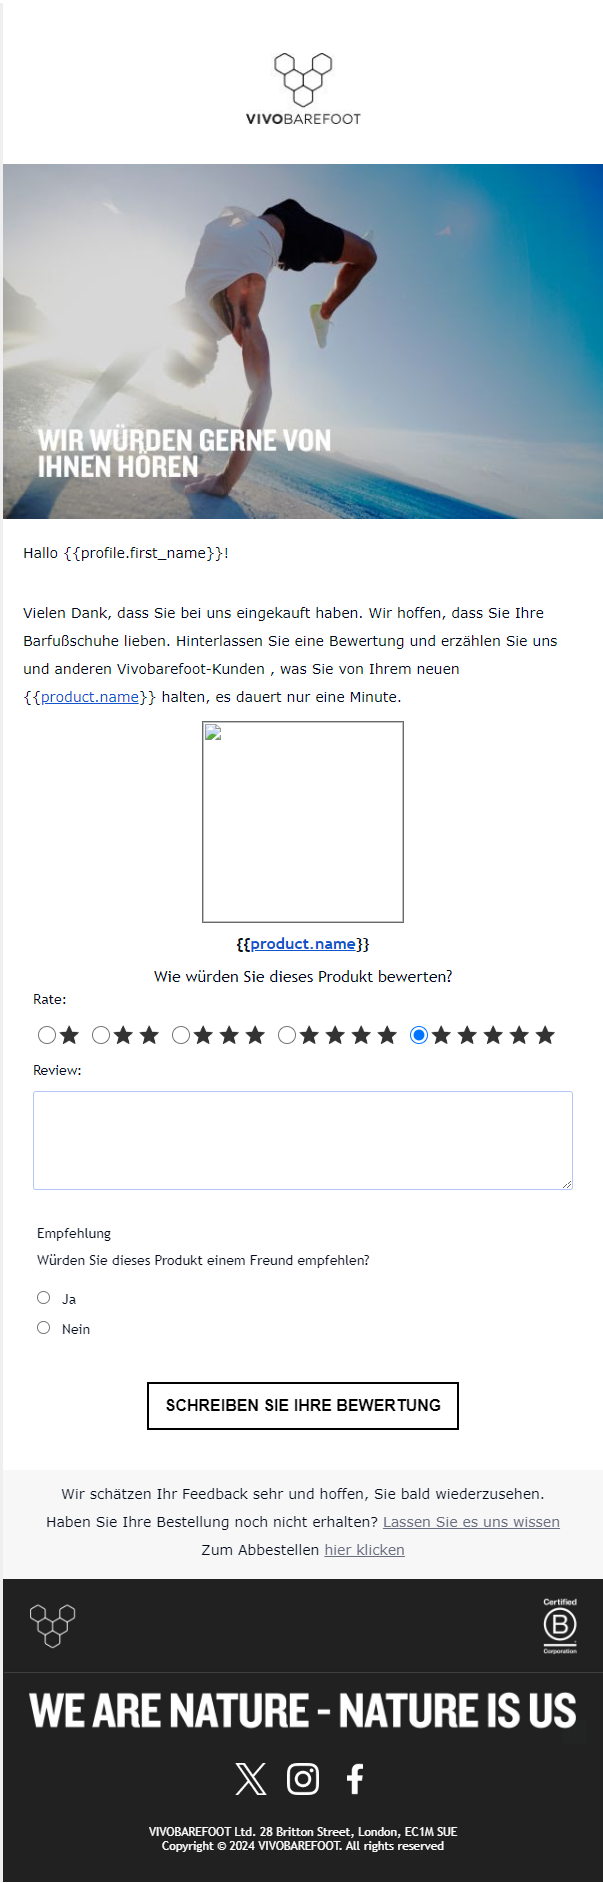 VIVOBAREFOOT
WIR WÜRDEN GERNE VON
IHNEN HÖREN
Hallo {{profile.first_name}}!
Vielen Dank, dass Sie bei uns eingekauft haben. Wir hoffen, dass Sie Ihre
Barfußschuhe lieben. Hinterlassen Sie eine Bewertung und erzählen Sie uns
und anderen Vivobarefoot-Kunden , was Sie von Ihrem neuen
{{product.name}} halten, es dauert nur eine Minute.
{{product.name}}
Wie würden Sie dieses Produkt bewerten?
Rate:
Review:
Empfehlung
Würden Sie dieses Produkt einem Freund empfehlen?
Ja
Nein
SCHREIBEN SIE IHRE BEWERTUNG
Wir schätzen Ihr Feedback sehr und hoffen, Sie bald wiederzusehen.
Haben Sie Ihre Bestellung noch nicht erhalten? Lassen Sie es uns wissen
Zum Abbestellen hier klicken
Certified
B
Corporation
WE ARE NATURE - NATURE IS US
VIVOBAREFOOT Ltd. 28 Britton Street, London, EC1M 5UE
Copyright © 2024 VIVOBAREFOOT. All rights reserved